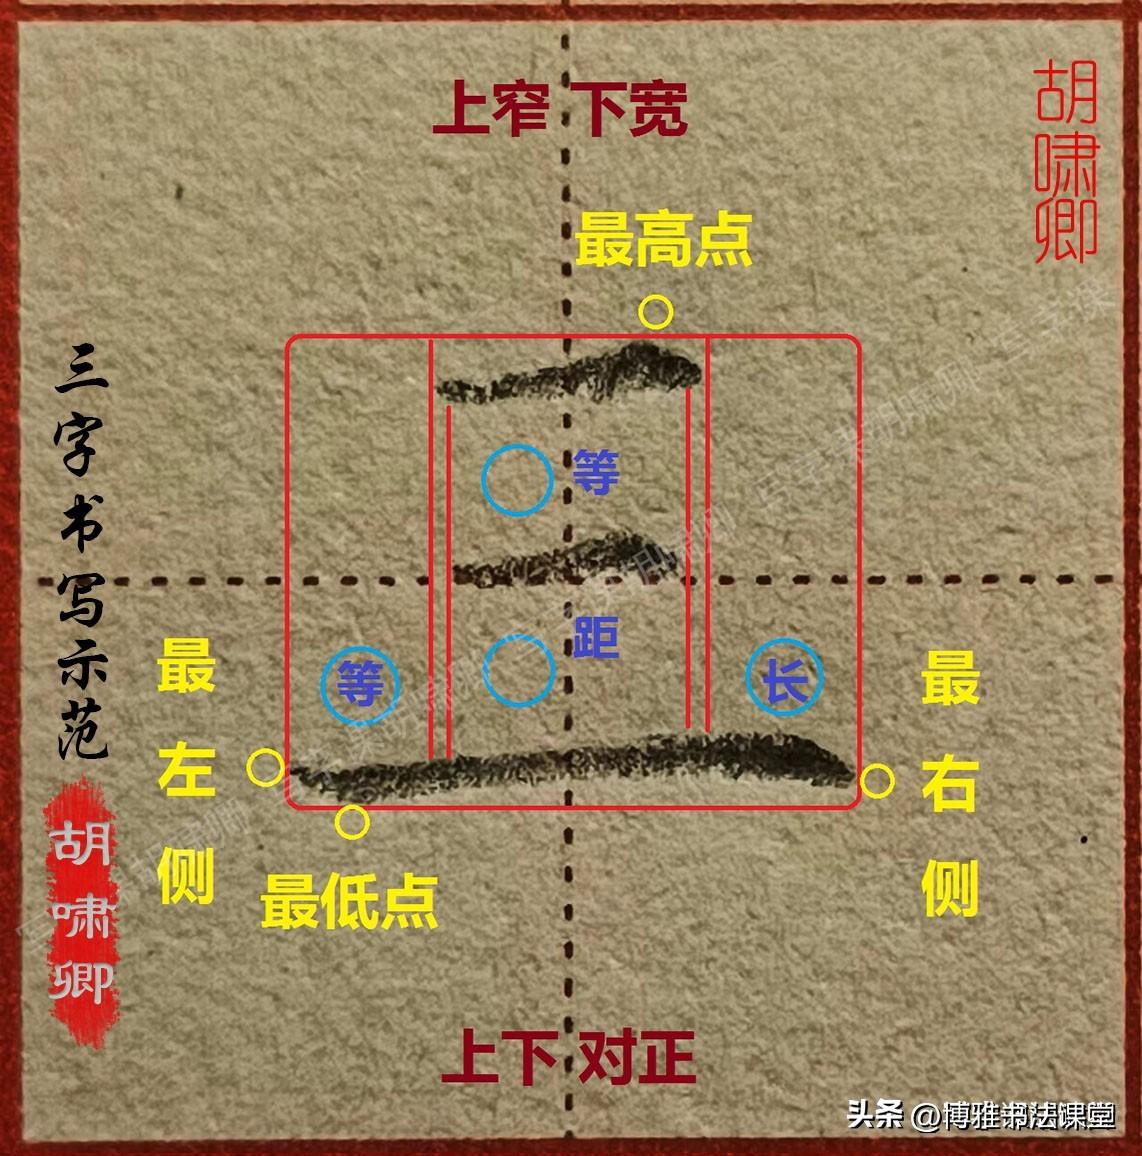 上窄 下宽
胡啸卿
最高点
三
三字书写示范
等
距
等
长
最左侧
最右侧
胡啸卿
最低点
上下 对正
头条 @博雅书法课堂